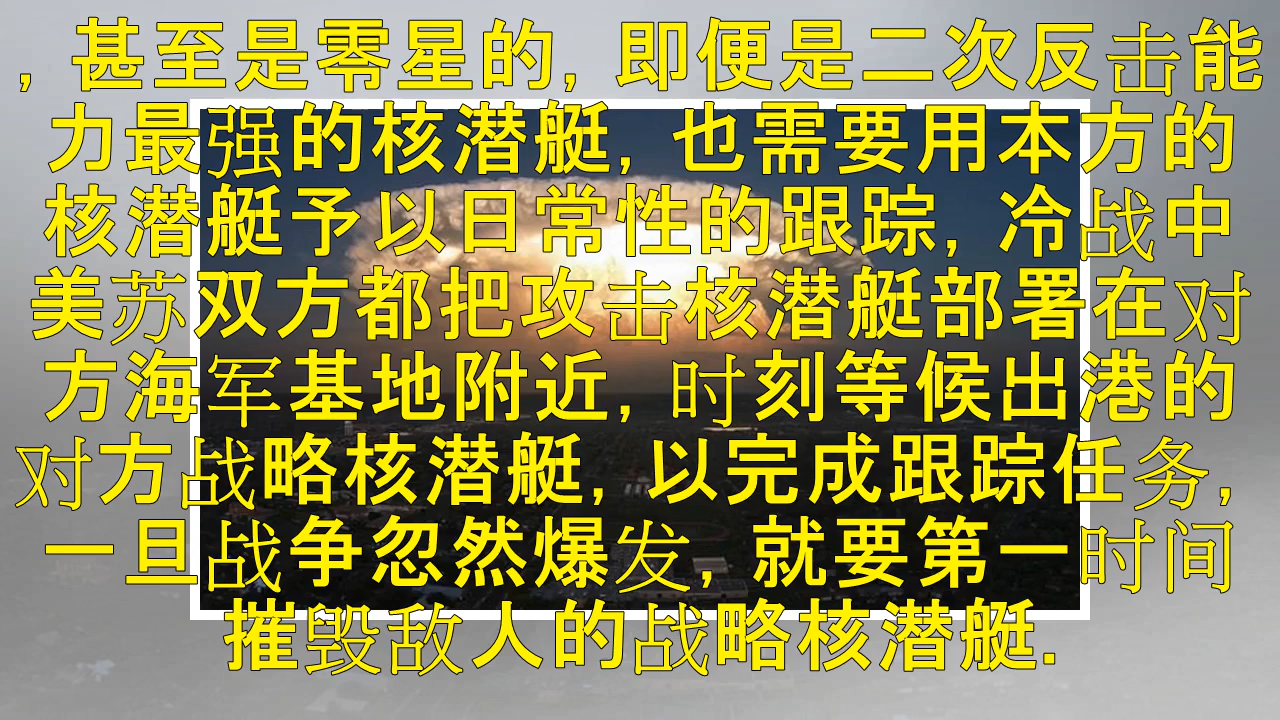 , 甚至是零星的, 即便是二次反击能
力最强的核潜艇, 也需要用本方的
核潜艇予以日常性的跟踪, 冷战中
美苏双方都把攻击核潜艇部署在对
方海军基地附近, 时刻等候出港的
对方战略核潜艇, 以完成跟踪任务,
一旦战争忽然爆发, 就要第一时间
摧毁敌人的战略核潜艇.